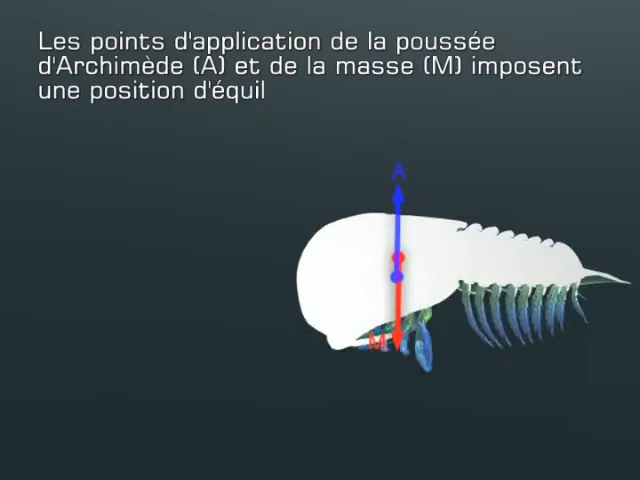 Les points d'application de la poussée
d'Archimède (A) et de la masse (M) imposent
une position d'équil
A
M